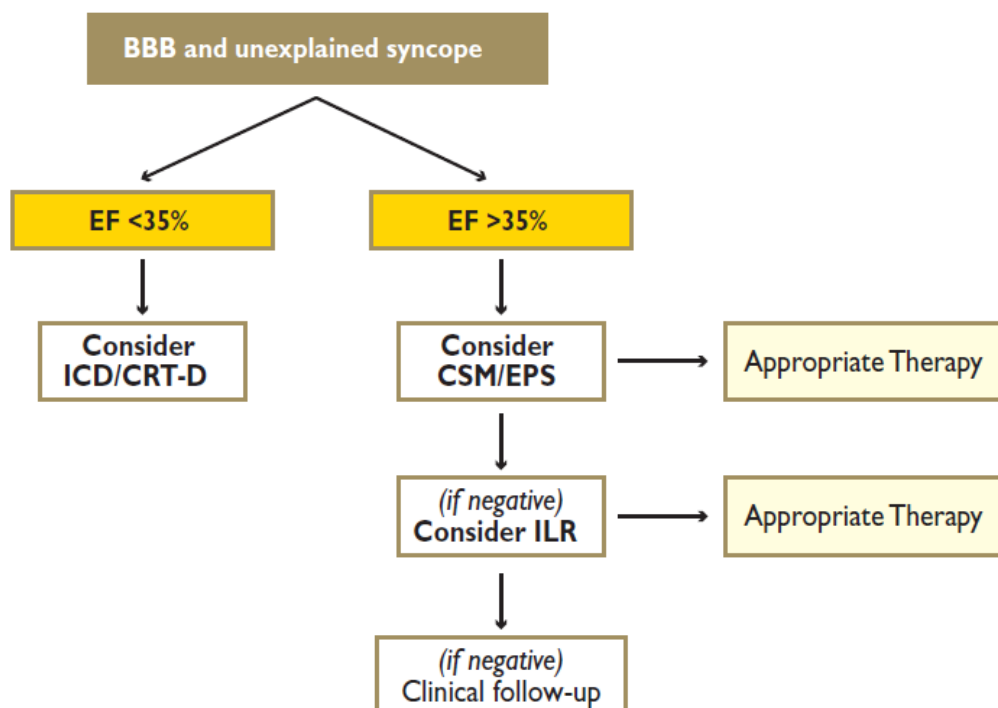 BBB and unexplained syncope
EF <35%
EF >35%
Consider
ICD/CRT-D
Consider
CSM/EPS
Appropriate Therapy
(if negative)
Consider ILR
Appropriate Therapy
(if negative)
Clinical follow-up